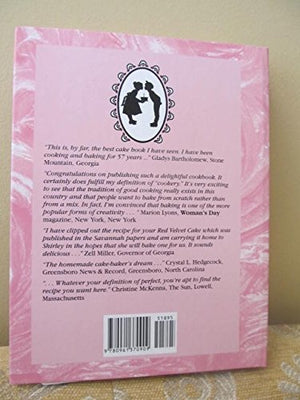 "This is, by far, the best cake book I have seen. I have been
cooking and baking for 57 years .." Gladys Bartholomew, Stone
Mountain, Georgia
"Congratulations on publishing such a delightful cookbook. It
certainly does fulfill my definition of "cookery." It's very exciting
to see that the tradition of good cooking really exists in this
country and that people want to bake from scratch rather than
from a mix. In fact, I'm convinced that baking is one of the more
popular forms of creativity . . ." Marion Lyons, Woman's Day
magazine, New York, New York
"I have clipped out the recipe for your Red Velvet Cake which was
published in the Savannah papers and am carrying it home to
Shirley in the hopes that she will bake one for us. It sounds
delicious . . ." Zell Miller, Governor of Georgia
"The homemade cake-baker's dream. . ." Crystal L. Hedgecock,
Greensboro News & Record, Greensboro, North Carolina
". . . Whatever your definition of perfect, you're apt to find the
recipe you want here." Christine McKenna, The Sun, Lowell,
Massachusetts
51895